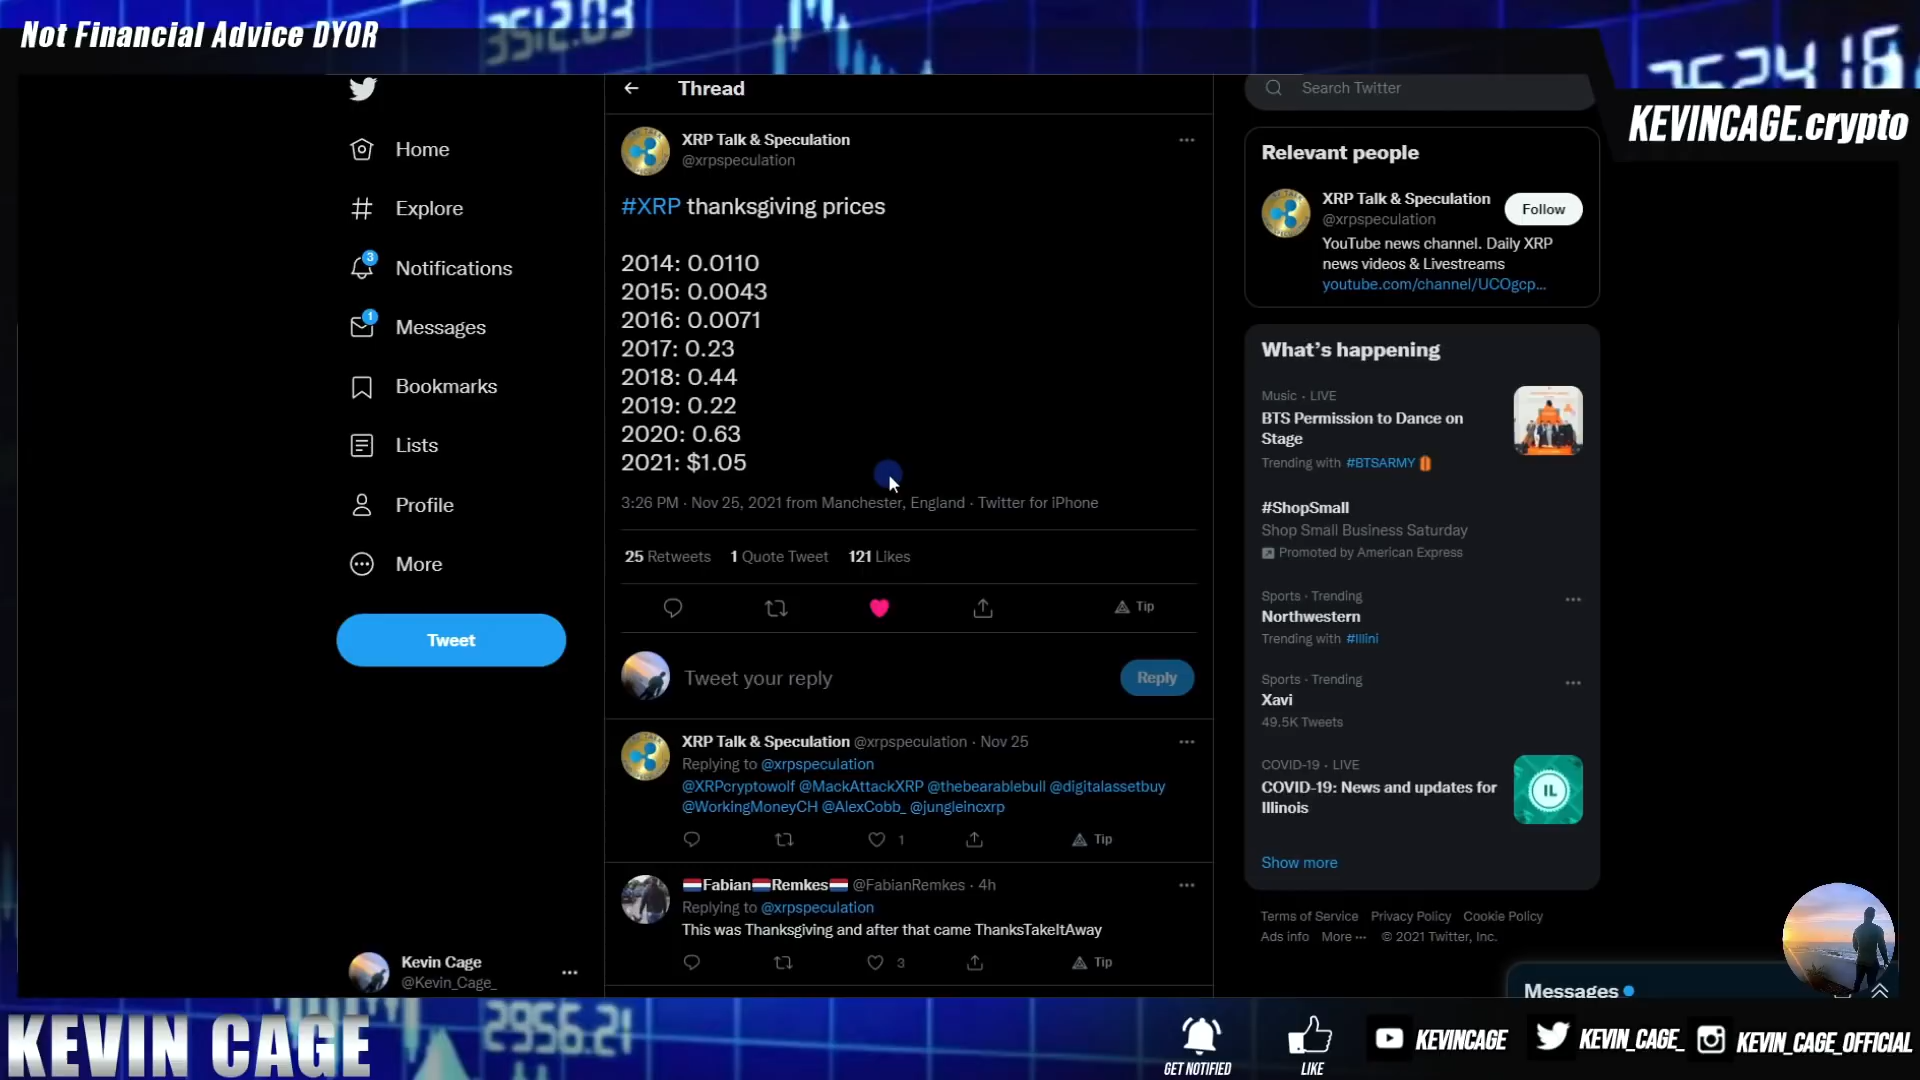 Not Financial Advice DYOR
3512.03
KEVINCAGE.crypto
Home
Explore
3
Notifications
1
Messages
Bookmarks
Lists
Profile
More
Tweet
Kevin Cage
@Kevin_Cage_
Thread
XRP Talk & Speculation
@xrpspeculation
#XRP thanksgiving prices
2014: 0.0110
2015: 0.0043
2016: 0.0071
2017: 0.23
2018: 0.44
2019: 0.22
2020: 0.63
2021: $1.05
3:26 PM · Nov 25, 2021 from Manchester, England · Twitter for iPhone
25 Retweets 1 Quote Tweet 121 Likes
Tip
Tweet your reply
Reply
XRP Talk & Speculation @xrpspeculation · Nov 25
Replying to @xrpspeculation
@XRPcryptowolf @MackAttackXRP @thebearablebull @digitalassetbuy
@WorkingMoneyCH @AlexCobb_ @jungleincxrp
1 Tip
Fabian Remkes @FabianRemkes · 4h
Replying to @xrpspeculation
This was Thanksgiving and after that came ThanksTakeItAway
3 Tip
Search Twitter
Relevant people
XRP Talk & Speculation
@xrpspeculation
Follow
YouTube news channel. Daily XRP
news videos & Livestreams
youtube.com/channel/UCOgcp...
What's happening
Music · LIVE
BTS Permission to Dance on
Stage
Trending with #BTSARMY
#ShopSmall
Shop Small Business Saturday
Promoted by American Express
Sports · Trending
Northwestern
Trending with #Illini
Sports · Trending
Xavi
49.5K Tweets
COVID-19 · LIVE
COVID-19: News and updates for
Illinois
IL
Show more
Terms of Service Privacy Policy Cookie Policy
Ads info More ··· © 2021 Twitter, Inc.
Messages
KEVIN CAGE
2956.21
GET NOTIFIED
LIKE
KEVINCAGE
KEVIN_CAGE_
KEVIN_CAGE_OFFICIAL